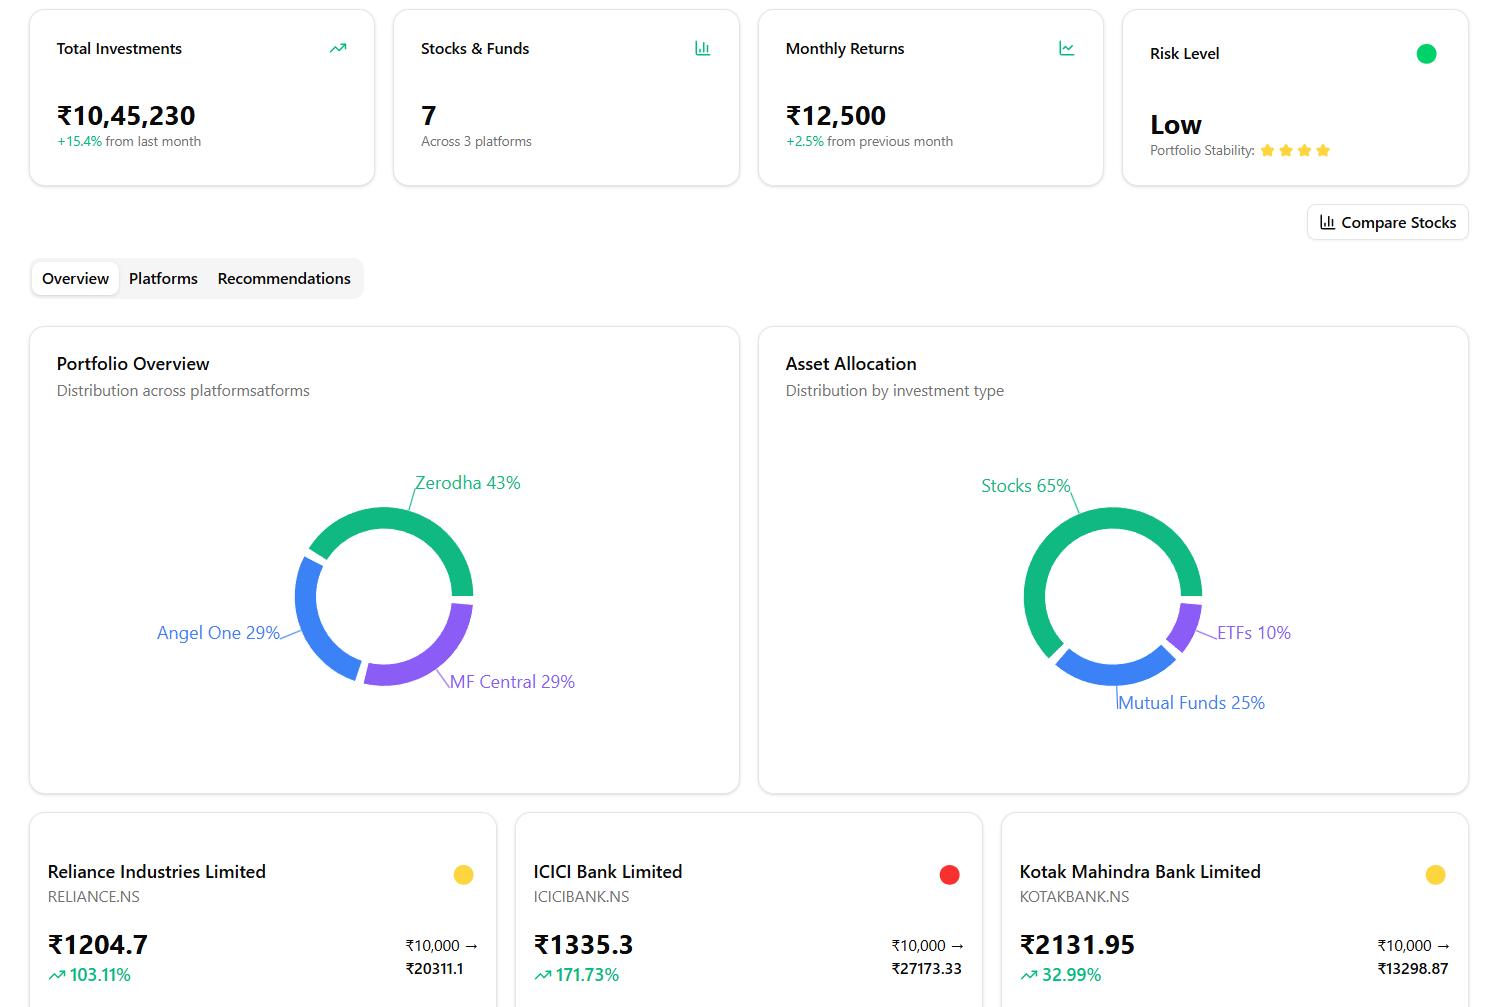 Total Investments
₹10,45,230
+15.4% from last month
Stocks & Funds
7
Across 3 platforms
Monthly Returns
₹12,500
+2.5% from previous month
Risk Level
Low
Portfolio Stability:
Compare Stocks
Overview Platforms Recommendations
Portfolio Overview
Distribution across platformsatforms
Zerodha 43%
Angel One 29%
MF Central 29%
Asset Allocation
Distribution by investment type
Stocks 65%
ETFs 10%
Mutual Funds 25%
Reliance Industries Limited
RELIANCE.NS
₹1204.7
103.11%
₹10,000 →
₹20311.1
ICICI Bank Limited
ICICIBANK.NS
₹1335.3
171.73%
₹10,000 →
₹27173.33
Kotak Mahindra Bank Limited
KOTAKBANK.NS
₹2131.95
32.99%
₹10,000 →
₹13298.87